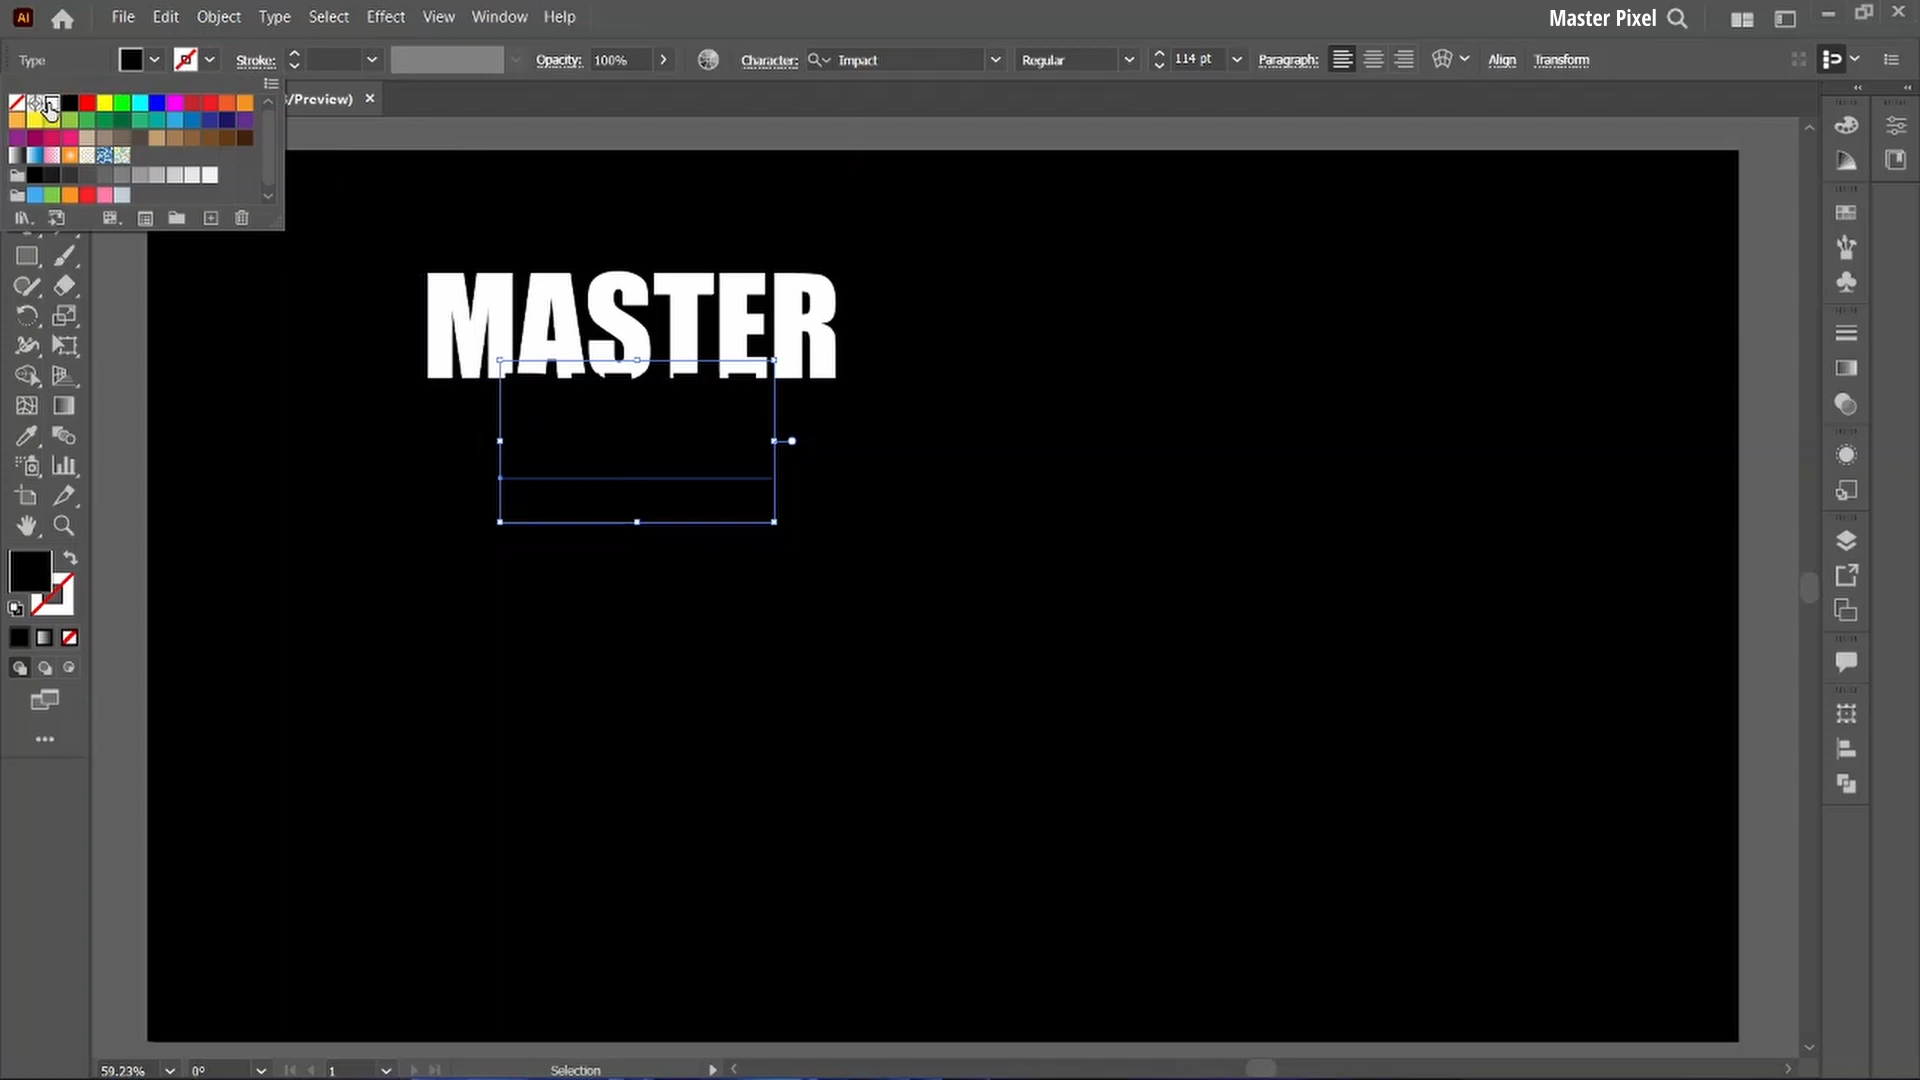 Ai File Edit Object Type Select Effect View Window Help Master Pixel
Type Stroke: Opacity: 100% Character: Impact Regular 114 pt Paragraph: Align Transform
/Preview)
MASTER
59.23% 0° 1 Selection